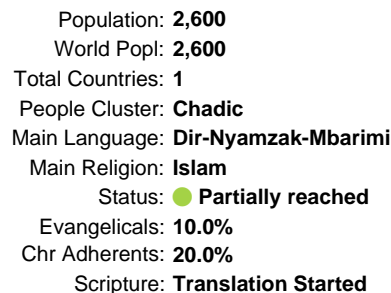 Population: 2,600
World Popl: 2,600
Total Countries: 1
People Cluster: Chadic
Main Language: Dir-Nyamzak-Mbarimi
Main Religion: Islam
Status: Partially reached
Evangelicals: 10.0%
Chr Adherents: 20.0%
Scripture: Translation Started